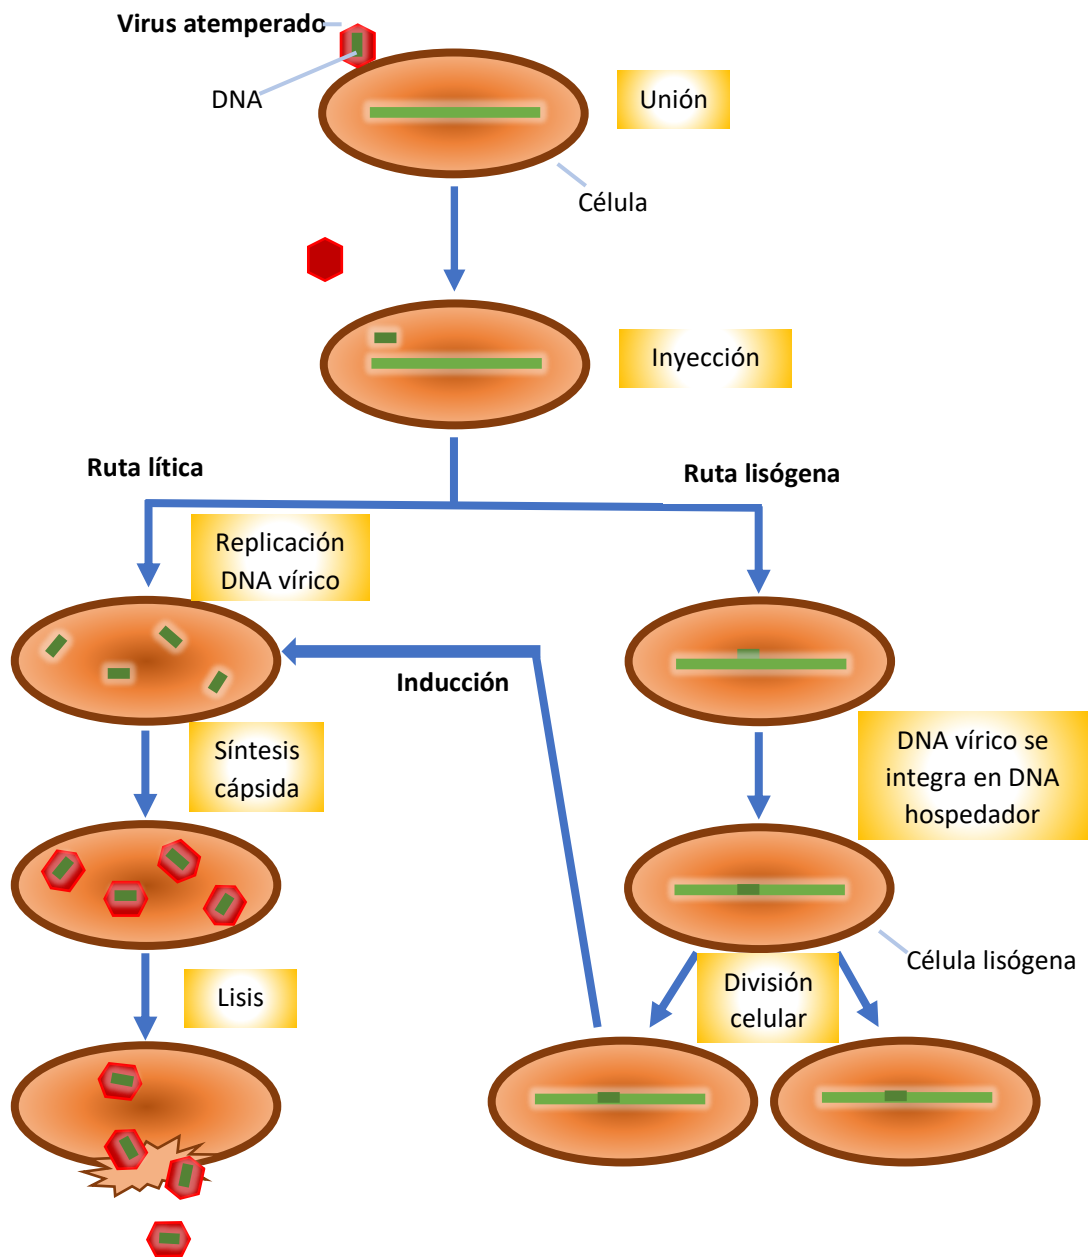 Virus atemperado
DNA
Unión
Célula
Inyección
Ruta lítica
Ruta lisógena
Replicación
DNA vírico
Inducción
Síntesis
cápsida
DNA vírico se
integra en DNA
hospedador
Célula lisógena
División
celular
Lisis